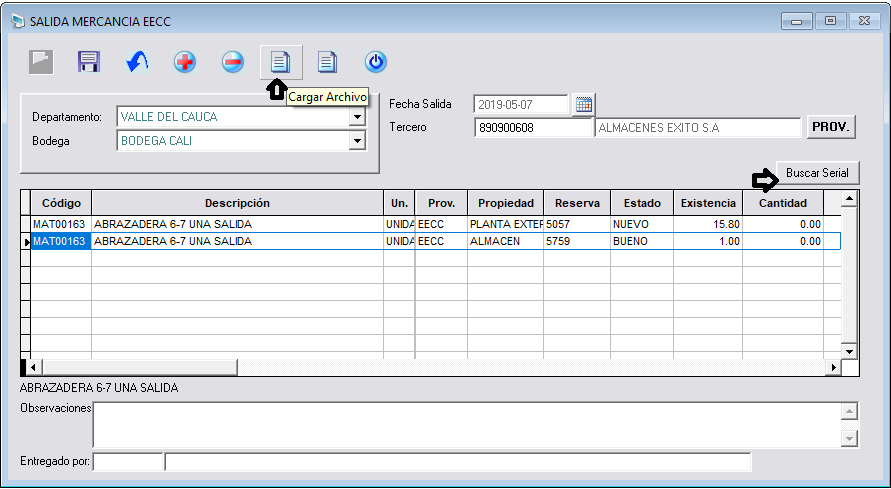 SALIDA MERCANCIA EECC
Cargar Archivo
Departamento: VALLE DEL CAUCA
Bodega BODEGA CALI
Fecha Salida 2019-05-07
Tercero 890900608 ALMACENES EXITO S.A PROV.
Buscar Serial
Código Descripción Un. Prov. Propiedad Reserva Estado Existencia Cantidad
MAT00163 ABRAZADERA 6-7 UNA SALIDA UNIDA EECC PLANTA EXTER 5057 NUEVO 15.80 0.00
MAT00163 ABRAZADERA 6-7 UNA SALIDA UNIDA EECC ALMACEN 5759 BUENO 1.00 0.00
ABRAZADERA 6-7 UNA SALIDA
Observaciones
Entregado por: